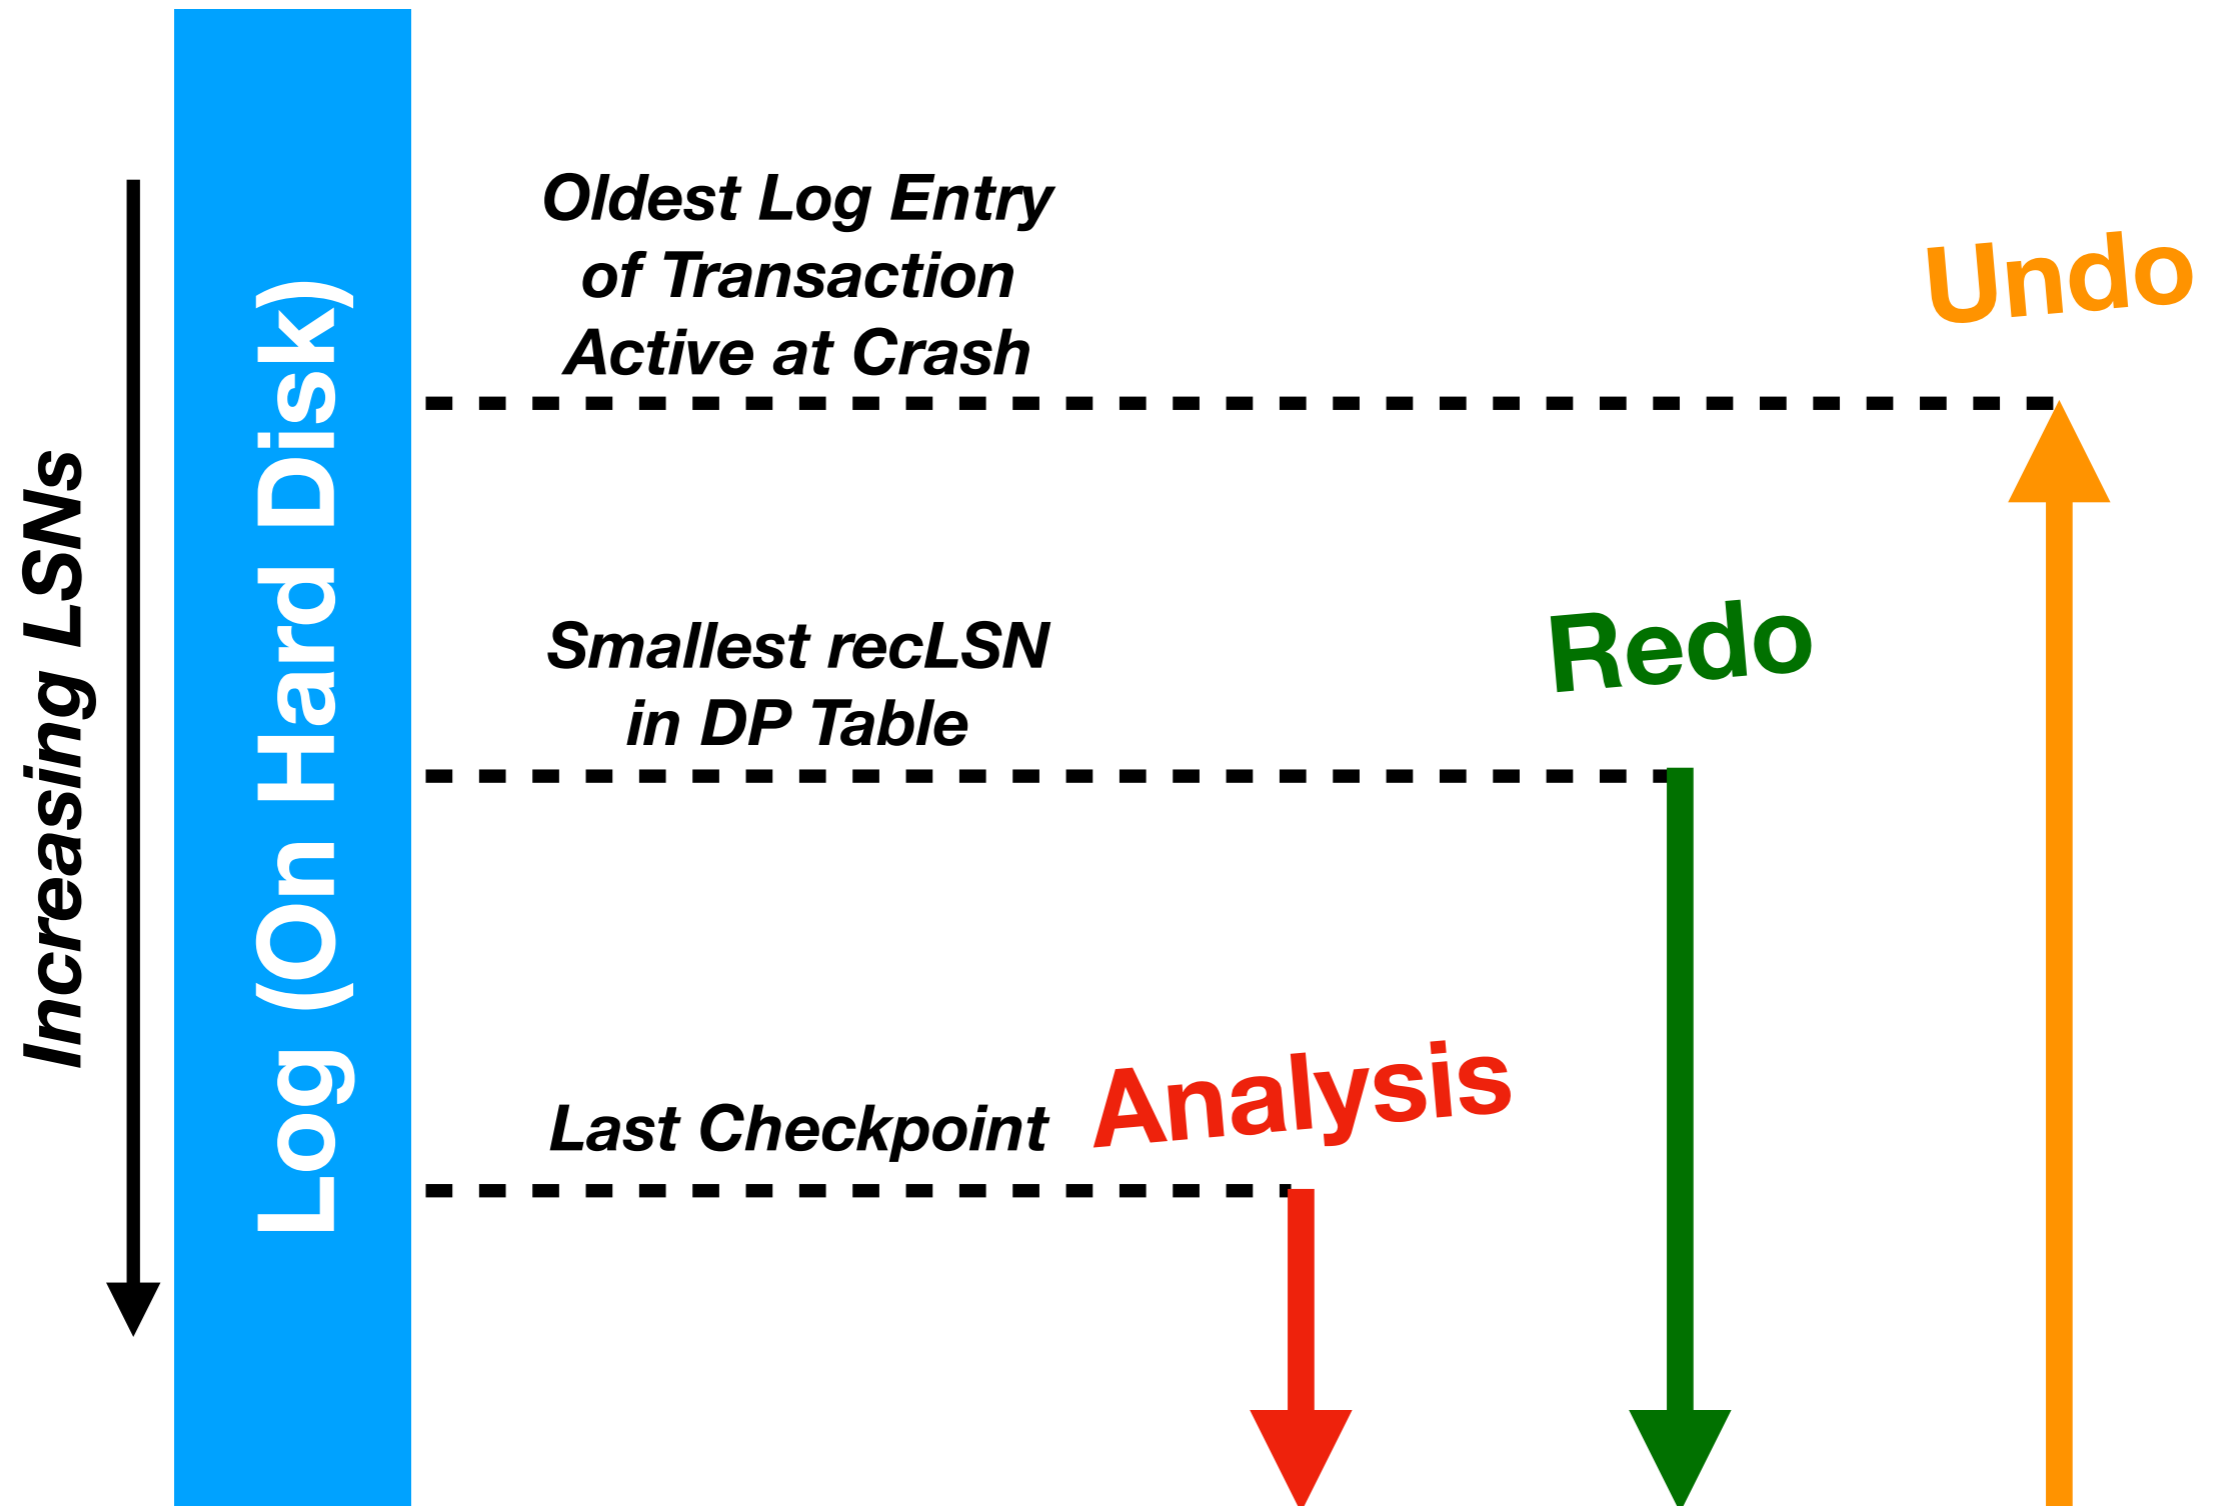 Increasing LSNs
Log (On Hard Disk)
Oldest Log Entry
of Transaction
Active at Crash
Undo
Smallest recLSN
in DP Table
Redo
Last Checkpoint
Analysis